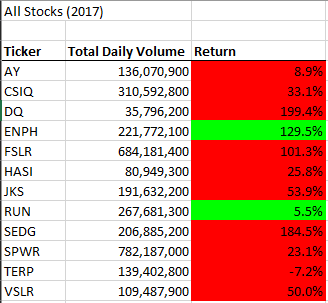 All Stocks (2017)
Ticker Total Daily Volume Return
AY 136,070,900 8.9%
CSIQ 310,592,800 33.1%
DQ 35,796,200 199.4%
ENPH 221,772,100 129.5%
FSLR 684,181,400 101.3%
HASI 80,949,300 25.8%
JKS 191,632,200 53.9%
RUN 267,681,300 5.5%
SEDG 206,885,200 184.5%
SPWR 782,187,000 23.1%
TERP 139,402,800 -7.2%
VSLR 109,487,900 50.0%